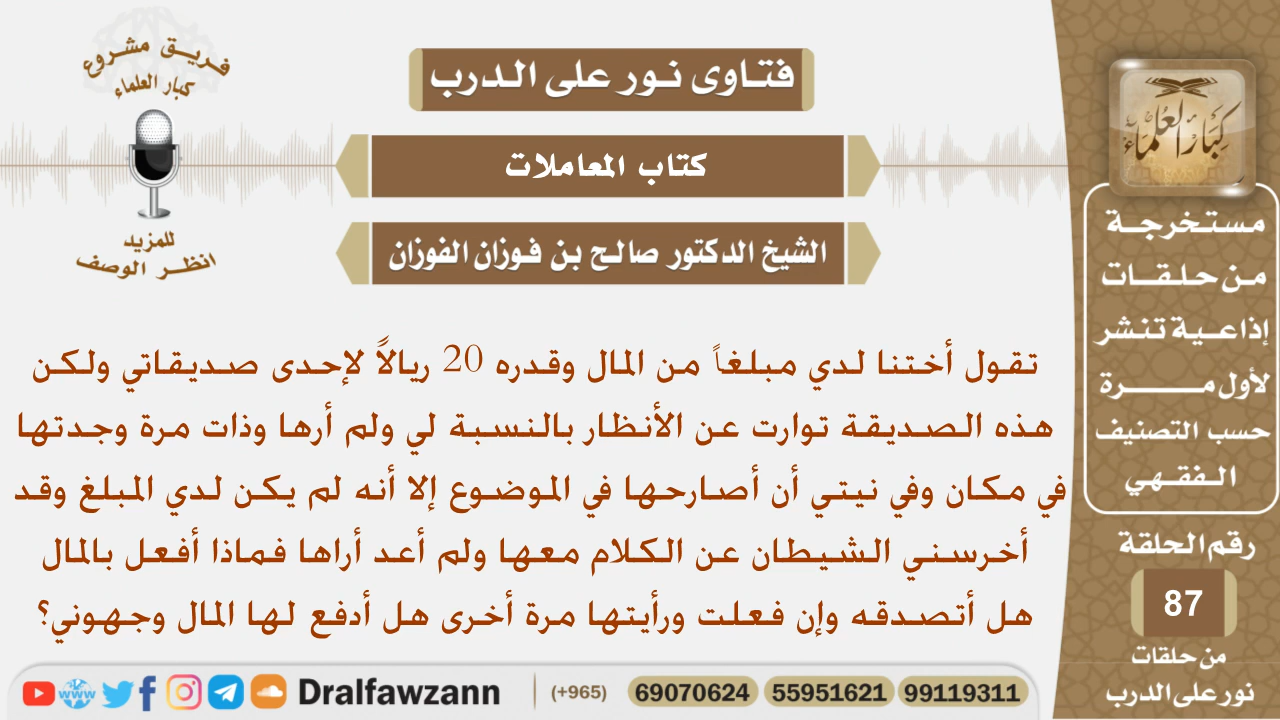 فريق مشروع
كبار العلماء
للمزيد
انظر الوصف
فتاوى نور على الدرب
كتاب المعاملات
الشيخ الدكتور صالح بن فوزان الفوزان
تقول أختنا لدي مبلغاً من المال وقدره 20 ريالاً لإحدى صديقاتي ولكن
هذه الصديقة توارت عن الأنظار بالنسبة لي ولم أرها وذات مرة وجدتها
في مكان وفي نيتي أن أصارحها في الموضوع إلا أنه لم يكن لدي المبلغ وقد
أخرسني الشيطان عن الكلام معها ولم أعد أراها فماذا أفعل بالمال
هل أتصدقه وإن فعلت ورأيتها مرة أخرى هل أدفع لها المال وجهوني؟
كبار العلماء
مستخرجة
من حلقات
إذاعية تنشر
لأول مرة
حسب التصنيف
الفقهي
رقم الحلقة
87
من حلقات
نور على الدرب
www
Dralfawzann
(+965)
69070624
55951621
99119311